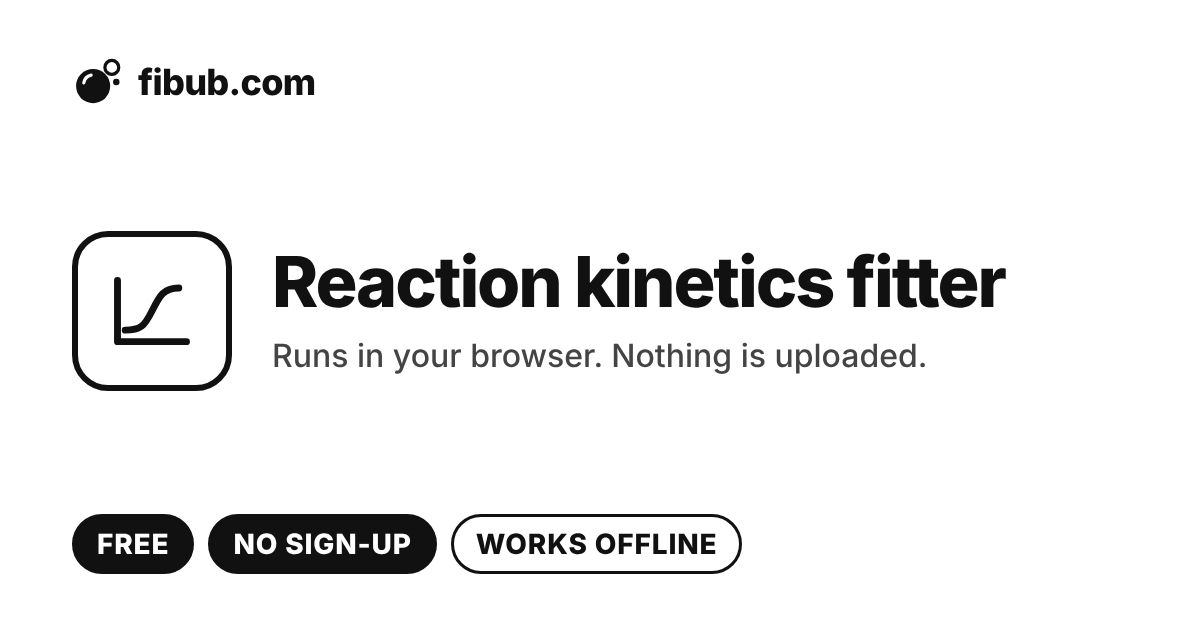 fibub.com
Reaction kinetics fitter
Runs in your browser. Nothing is uploaded.
FREE NO SIGN-UP WORKS OFFLINE